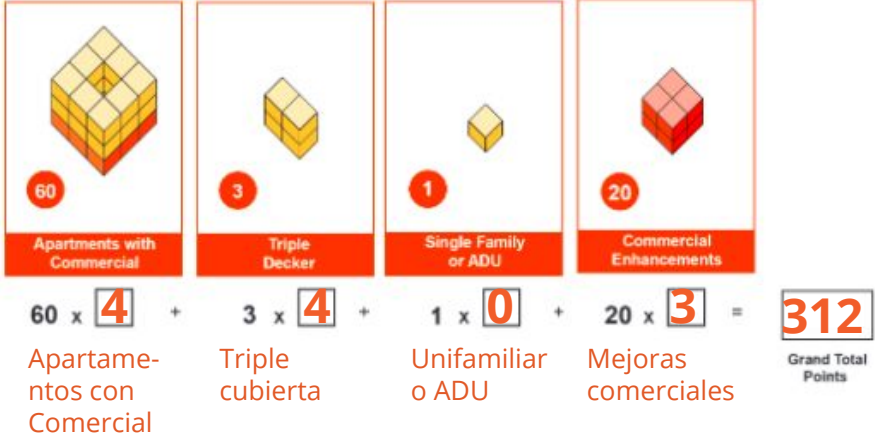 60
Apartments with
Commercial
3
Triple
Decker
1
Single Family
or ADU
20
Commercial
Enhancements
60 x 4 + 3 x 4 + 1 x 0 + 20 x 3 = 312
Grand Total
Points
Apartame-
ntos con
Comercial
Triple
cubierta
Unifamiliar
o ADU
Mejoras
comerciales